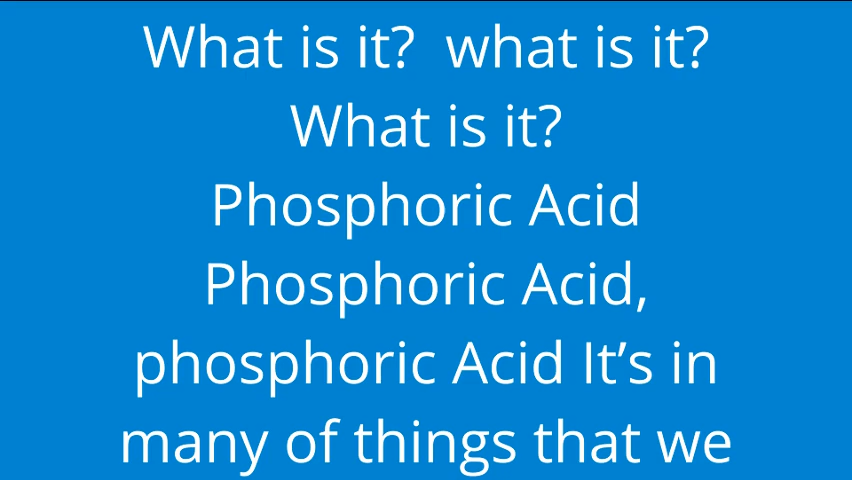 What is it?  what is it?
What is it?
Phosphoric Acid
Phosphoric Acid,
phosphoric Acid It’s in
many of things that we